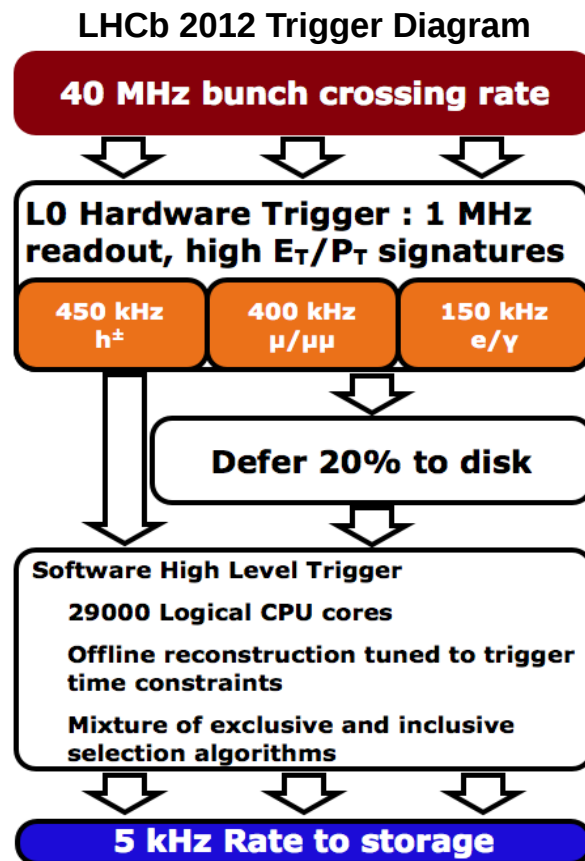 LHCb 2012 Trigger Diagram
40 MHz bunch crossing rate
L0 Hardware Trigger : 1 MHz
readout, high E_T/P_T signatures
450 kHz
h±
400 kHz
μ/μμ
150 kHz
e/γ
Defer 20% to disk
Software High Level Trigger
29000 Logical CPU cores
Offline reconstruction tuned to trigger
time constraints
Mixture of exclusive and inclusive
selection algorithms
5 kHz Rate to storage